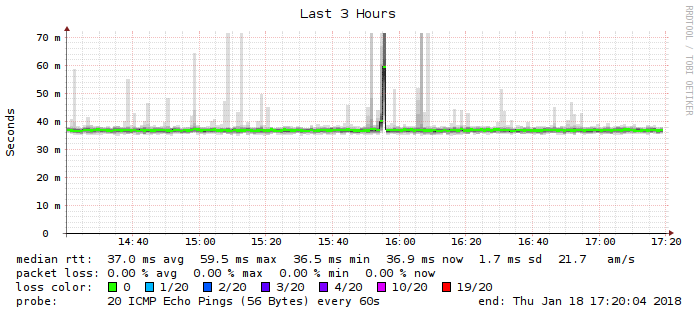 Last 3 Hours
RRDTOOL / TOBI OETIKER
Seconds
70 m
60 m
50 m
40 m
30 m
20 m
10 m
0
14:40 15:00 15:20 15:40 16:00 16:20 16:40 17:00 17:20
median rtt: 37.0 ms avg 59.5 ms max 36.5 ms min 36.9 ms now 1.7 ms sd 21.7 am/s
packet loss: 0.00 % avg 0.00 % max 0.00 % min 0.00 % now
loss color: 0 1/20 2/20 3/20 4/20 10/20 19/20
probe: 20 ICMP Echo Pings (56 Bytes) every 60s end: Thu Jan 18 17:20:04 2018